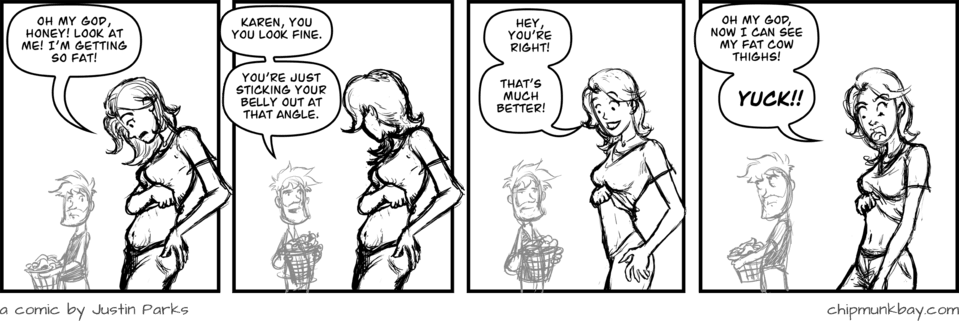 OH MY GOD,
HONEY! LOOK AT
ME! I'M GETTING
SO FAT!
KAREN, YOU
YOU LOOK FINE.
YOU'RE JUST
STICKING YOUR
BELLY OUT AT
THAT ANGLE.
HEY,
YOU'RE
RIGHT!
THAT'S
MUCH
BETTER!
OH MY GOD,
NOW I CAN SEE
MY FAT COW
THIGHS!
YUCK!!
a comic by Justin Parks
chipmunkbay.com